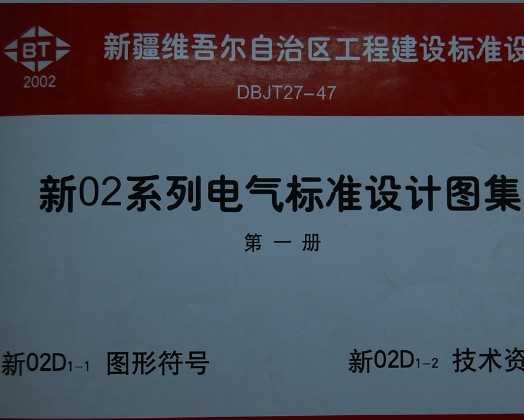 BT
2002
新疆维吾尔自治区工程建设标准设
DBJT27-47
新02系列电气标准设计图集
第一册
新02D1-1 图形符号
新02D1-2 技术资